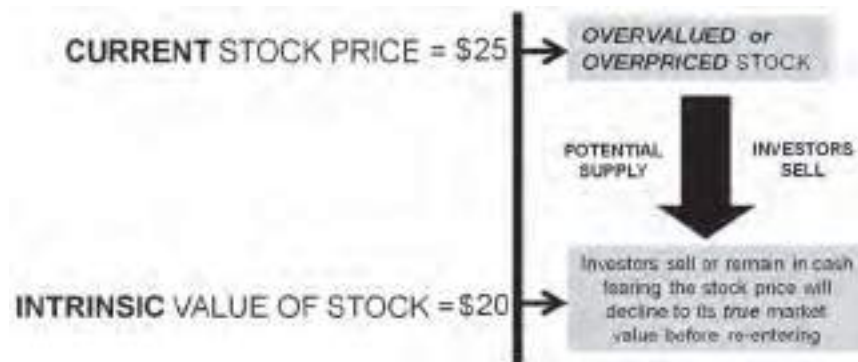 CURRENT STOCK PRICE = $25
OVERVALUED or
OVERPRICED STOCK
POTENTIAL
SUPPLY
INVESTORS
SELL
INTRINSIC VALUE OF STOCK = $20
Investors sell or remain in cash
fearing the stock price will
decline to its true market
value before re-entering